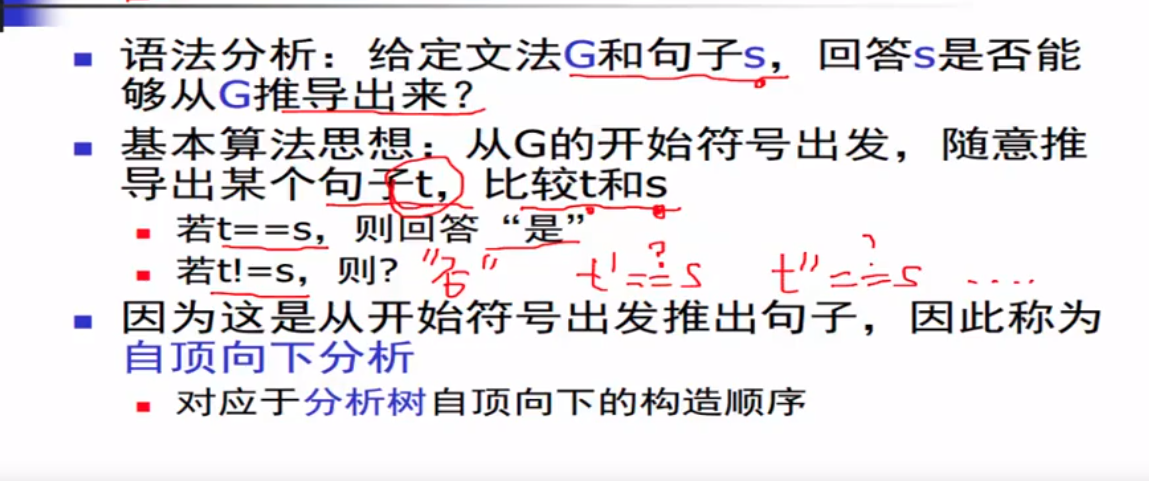 语法分析：给定文法G和句子s，回答s是否能
够从G推导出来？
基本算法思想：从G的开始符号出发，随意推
导出某个句子t，比较t和s
若t==s，则回答“是”
若t!=s，则？ “否” t'==s ? t''==s ? ....
因为这是从开始符号出发推出句子，因此称为
自顶向下分析
对应于分析树自顶向下的构造顺序